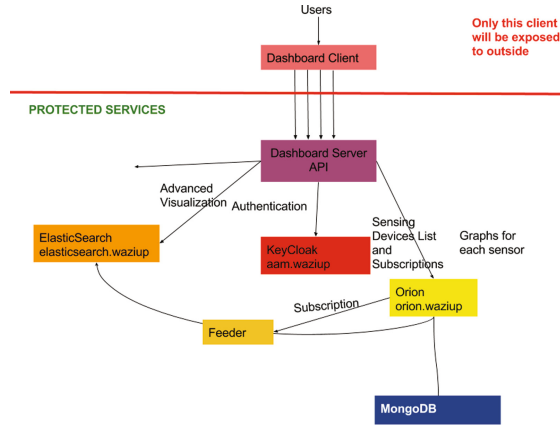 Users
Only this client
will be exposed
to outside
Dashboard Client
PROTECTED SERVICES
Dashboard Server
API
Advanced
Visualization
Authentication
Sensing
Devices List
and
Subscriptions
Graphs for
each sensor
ElasticSearch
elasticsearch.waziup
KeyCloak
aam.waziup
Orion
orion.waziup
Subscription
Feeder
MongoDB